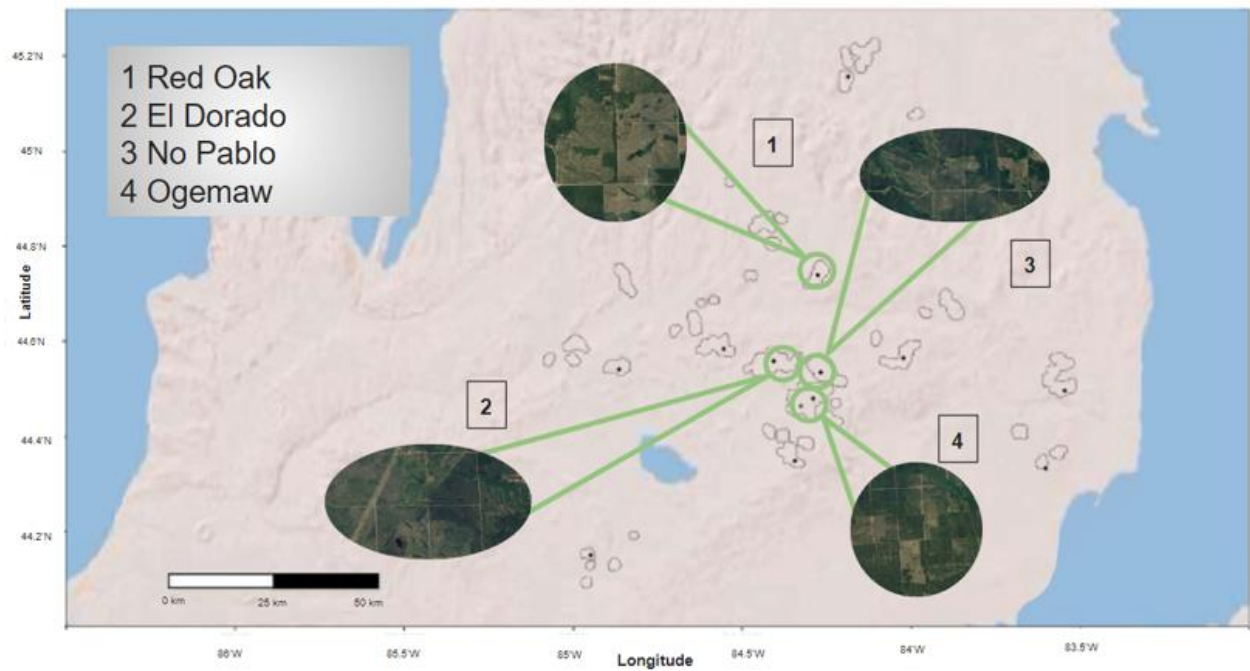 1 Red Oak
2 El Dorado
3 No Pablo
4 Ogemaw
1
3
2
4
45.2'N
45'N
44.8'N
44.6'N
44.4'N
44.2'N
Latitude
0 km 25 km 50 km
86'W 85.5'W 85'W 84.5'W 84'W 83.5'W
Longitude